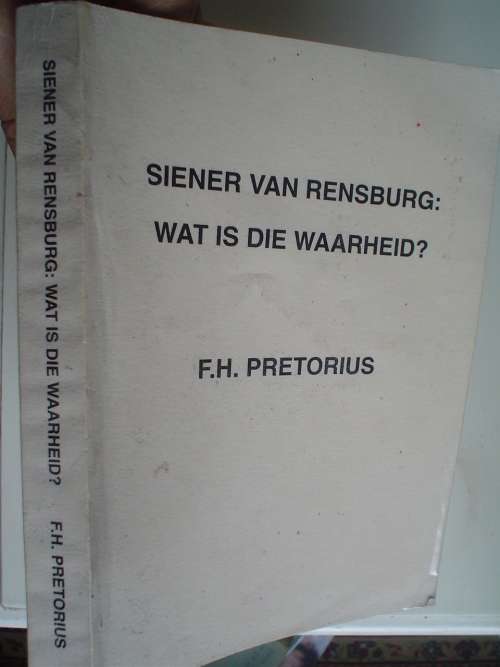 SIENER VAN RENSBURG:
WAT IS DIE WAARHEID?
F.H. PRETORIUS
SIENER VAN RENSBURG: WAT IS DIE WAARHEID? F.H. PRETORIUS